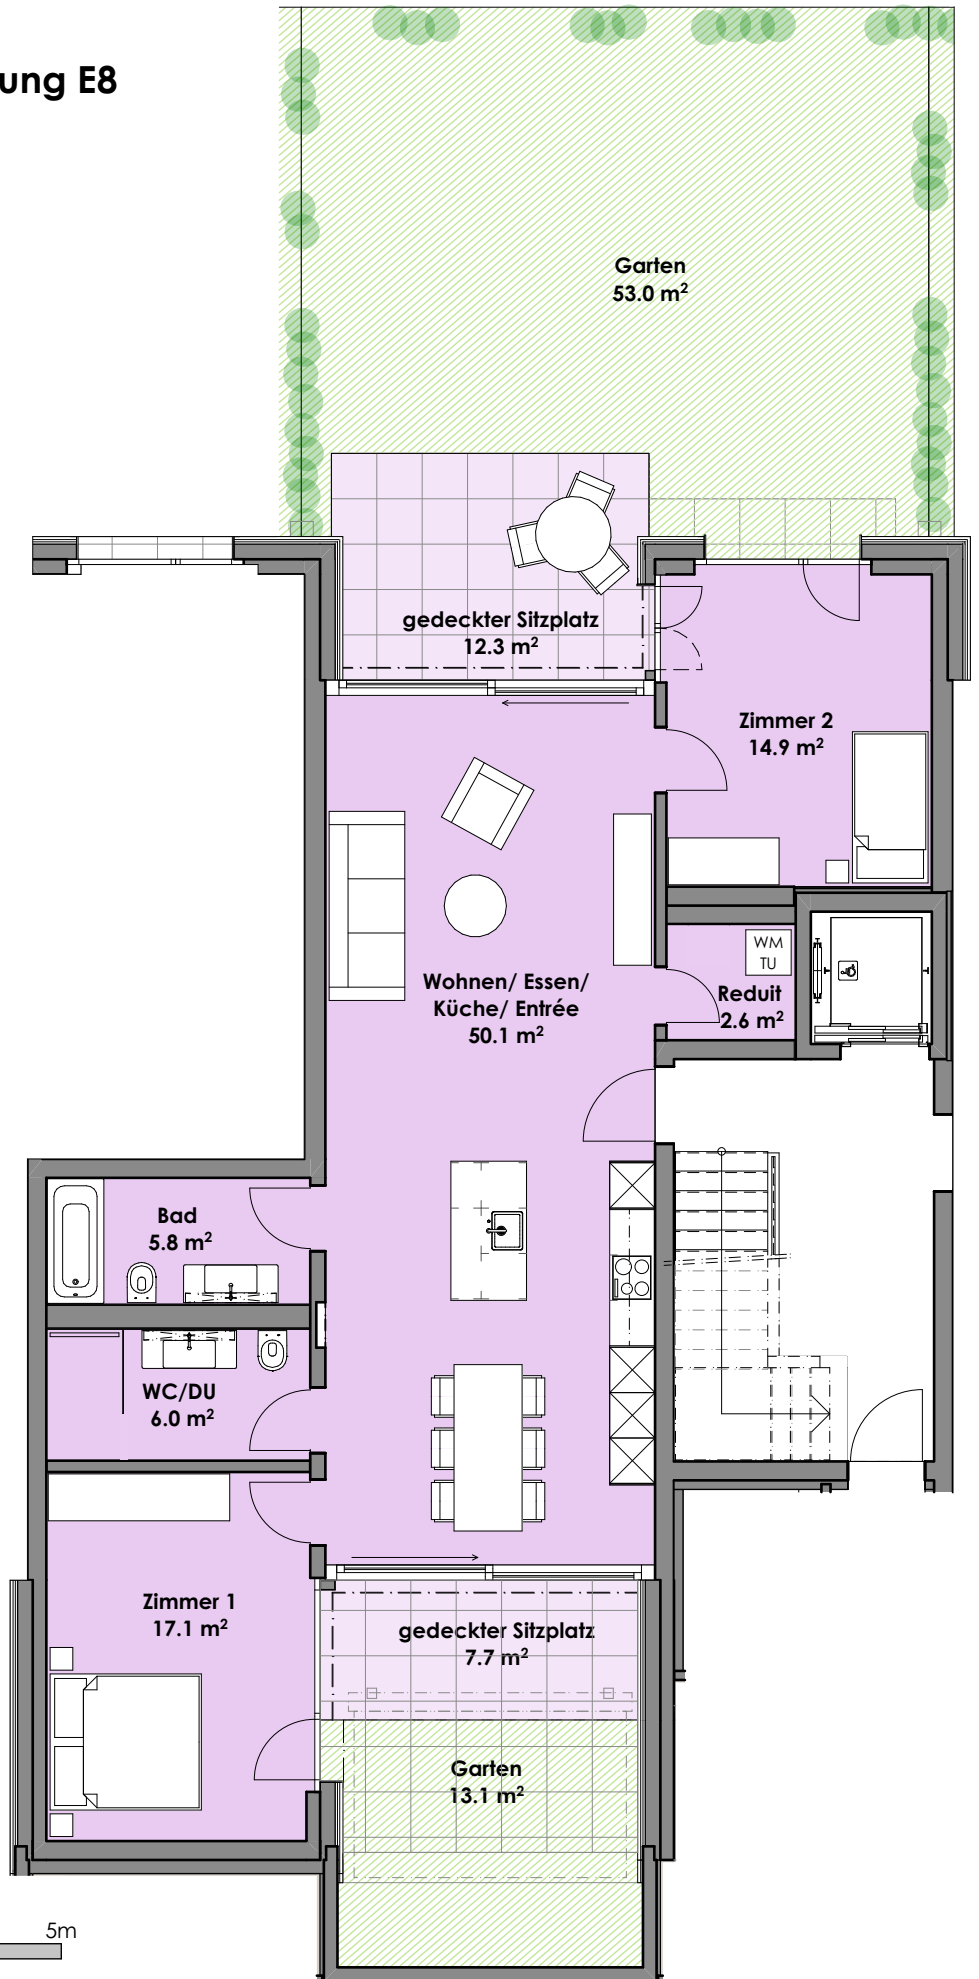 ung E8
Garten
53.0 m²
gedeckter Sitzplatz
12.3 m²
Zimmer 2
14.9 m²
WM
TU
Reduit
2.6 m²
Wohnen/ Essen/
Küche/ Entrée
50.1 m²
Bad
5.8 m²
WC/DU
6.0 m²
Zimmer 1
17.1 m²
gedeckter Sitzplatz
7.7 m²
Garten
13.1 m²
5m